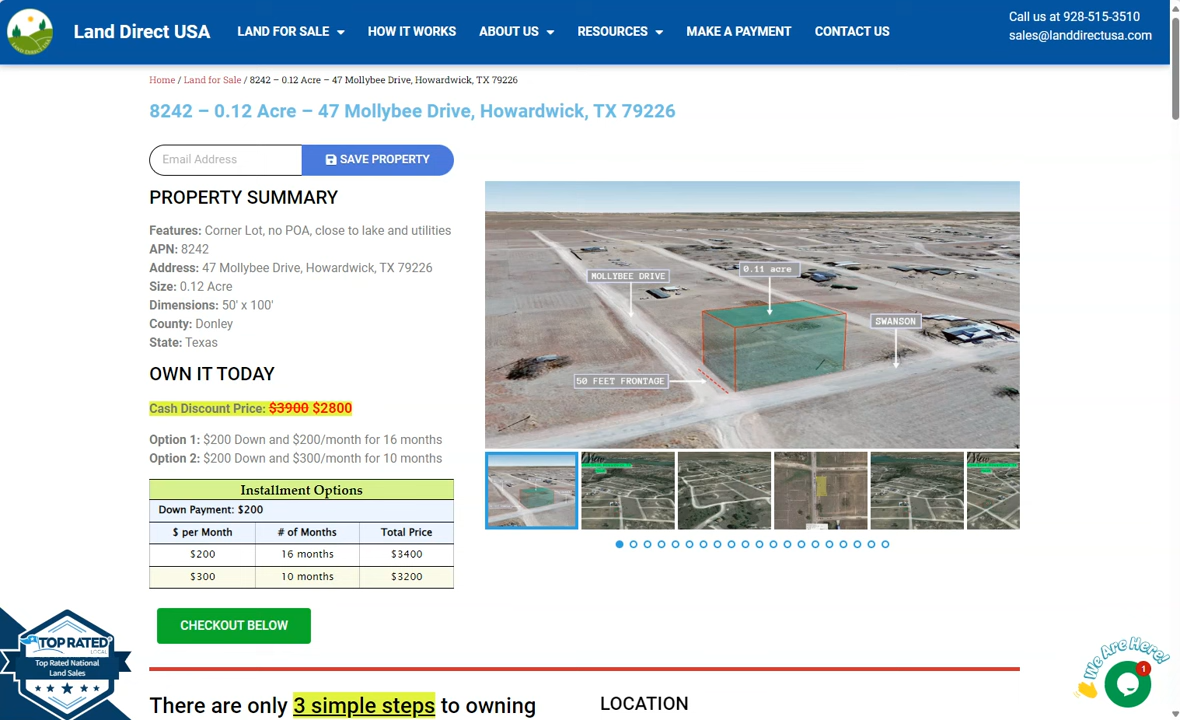 Land Direct USA
LAND FOR SALE
HOW IT WORKS
ABOUT US
RESOURCES
MAKE A PAYMENT
CONTACT US
Call us at 928-515-3510
sales@landdirectusa.com
Home / Land for Sale / 8242 – 0.12 Acre – 47 Mollybee Drive, Howardwick, TX 79226
8242 – 0.12 Acre – 47 Mollybee Drive, Howardwick, TX 79226
Email Address
SAVE PROPERTY
PROPERTY SUMMARY
Features: Corner Lot, no POA, close to lake and utilities
APN: 8242
Address: 47 Mollybee Drive, Howardwick, TX 79226
Size: 0.12 Acre
Dimensions: 50' x 100'
County: Donley
State: Texas
OWN IT TODAY
Cash Discount Price: $3900 $2800
Option 1: $200 Down and $200/month for 16 months
Option 2: $200 Down and $300/month for 10 months
Installment Options
Down Payment: $200
$ per Month # of Months Total Price
$200 16 months $3400
$300 10 months $3200
CHECKOUT BELOW
MOLLYBEE DRIVE
0.11 acre
SWANSON
50 FEET FRONTAGE
TOP RATED
LOCAL
Top Rated National
Land Sales
We Are Here!
1
There are only 3 simple steps to owning
LOCATION